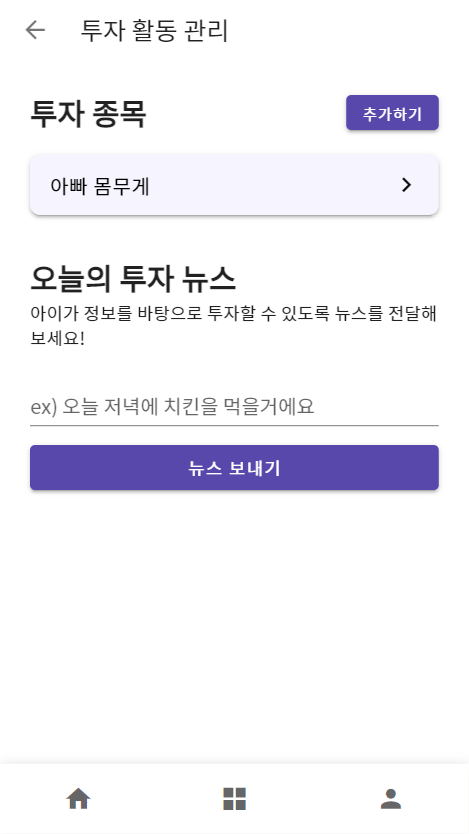 투자 활동 관리
투자 종목
추가하기
아빠 몸무게
오늘의 투자 뉴스
아이가 정보를 바탕으로 투자할 수 있도록 뉴스를 전달해
보세요!
ex) 오늘 저녁에 치킨을 먹을거에요
뉴스 보내기